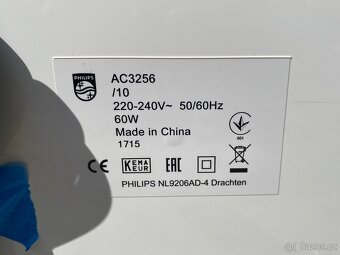 PHILIPS
AC3256
/10
220-240V~ 50/60Hz
60W
Made in China
1715
001
CE KEMA KEUR EAC
PHILIPS NL9206AD-4 Drachten